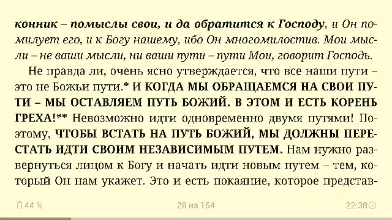 конник – помыслы свои, и да обратится к Господу, и Он по-
милует его, и к Богу нашему, ибо Он многомилостив. Мои мыс-
ли – не ваши мысли, ни ваши пути – пути Мои, говорит Господь.
Не правда ли, очень ясно утверждается, что все наши пути –
это не Божьи пути.* И КОГДА МЫ ОБРАЩАЕМСЯ НА СВОИ ПУ-
ТИ – МЫ ОСТАВЛЯЕМ ПУТЬ БОЖИЙ. В ЭТОМ И ЕСТЬ КОРЕНЬ
ГРЕХА!** Невозможно идти одновременно двумя путями! По-
этому, ЧТОБЫ ВСТАТЬ НА ПУТЬ БОЖИЙ, МЫ ДОЛЖНЫ ПЕРЕ-
СТАТЬ ИДТИ СВОИМ НЕЗАВИСИМЫМ ПУТЕМ. Нам нужно раз-
вернуться лицом к Богу и начать идти новым путем – тем, ко-
торый Он нам укажет. Это и есть покаяние, которое представ-
44 % 28 из 154 22:38